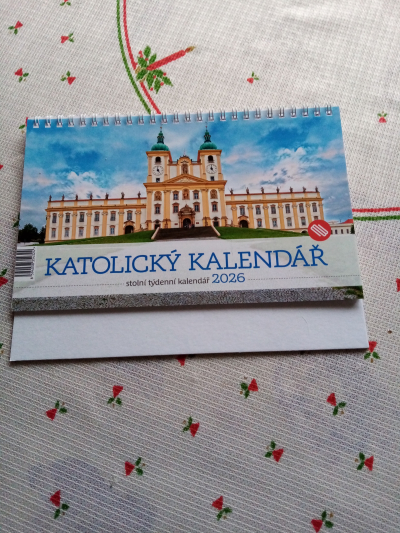 KATOLICKÝ KALENDÁŘ
stolní týdenní kalendář 2026